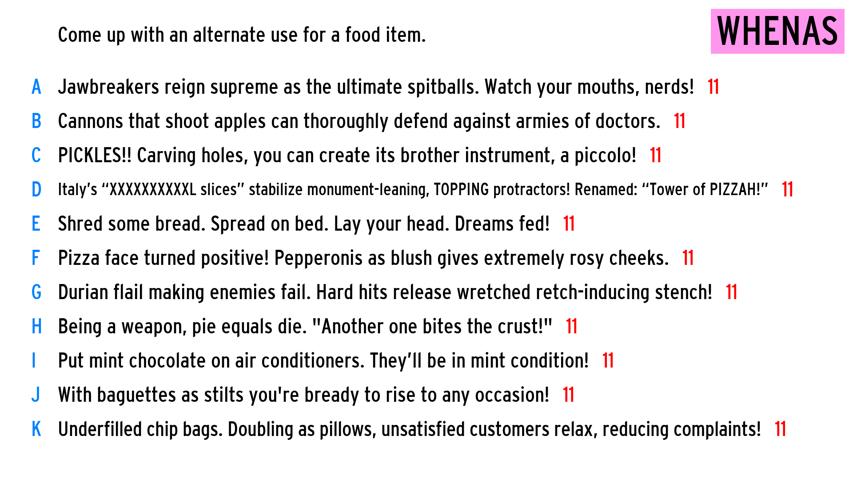 Come up with an alternate use for a food item.
WHENAS
A Jawbreakers reign supreme as the ultimate spitballs. Watch your mouths, nerds! 11
B Cannons that shoot apples can thoroughly defend against armies of doctors. 11
C PICKLES!! Carving holes, you can create its brother instrument, a piccolo! 11
D Italy's “XXXXXXXXXXL slices” stabilize monument-leaning, TOPPING protractors! Renamed: “Tower of PIZZAH!” 11
E Shred some bread. Spread on bed. Lay your head. Dreams fed! 11
F Pizza face turned positive! Pepperonis as blush gives extremely rosy cheeks. 11
G Durian flail making enemies fail. Hard hits release wretched retch-inducing stench! 11
H Being a weapon, pie equals die. "Another one bites the crust!" 11
I Put mint chocolate on air conditioners. They’ll be in mint condition! 11
J With baguettes as stilts you're bready to rise to any occasion! 11
K Underfilled chip bags. Doubling as pillows, unsatisfied customers relax, reducing complaints! 11